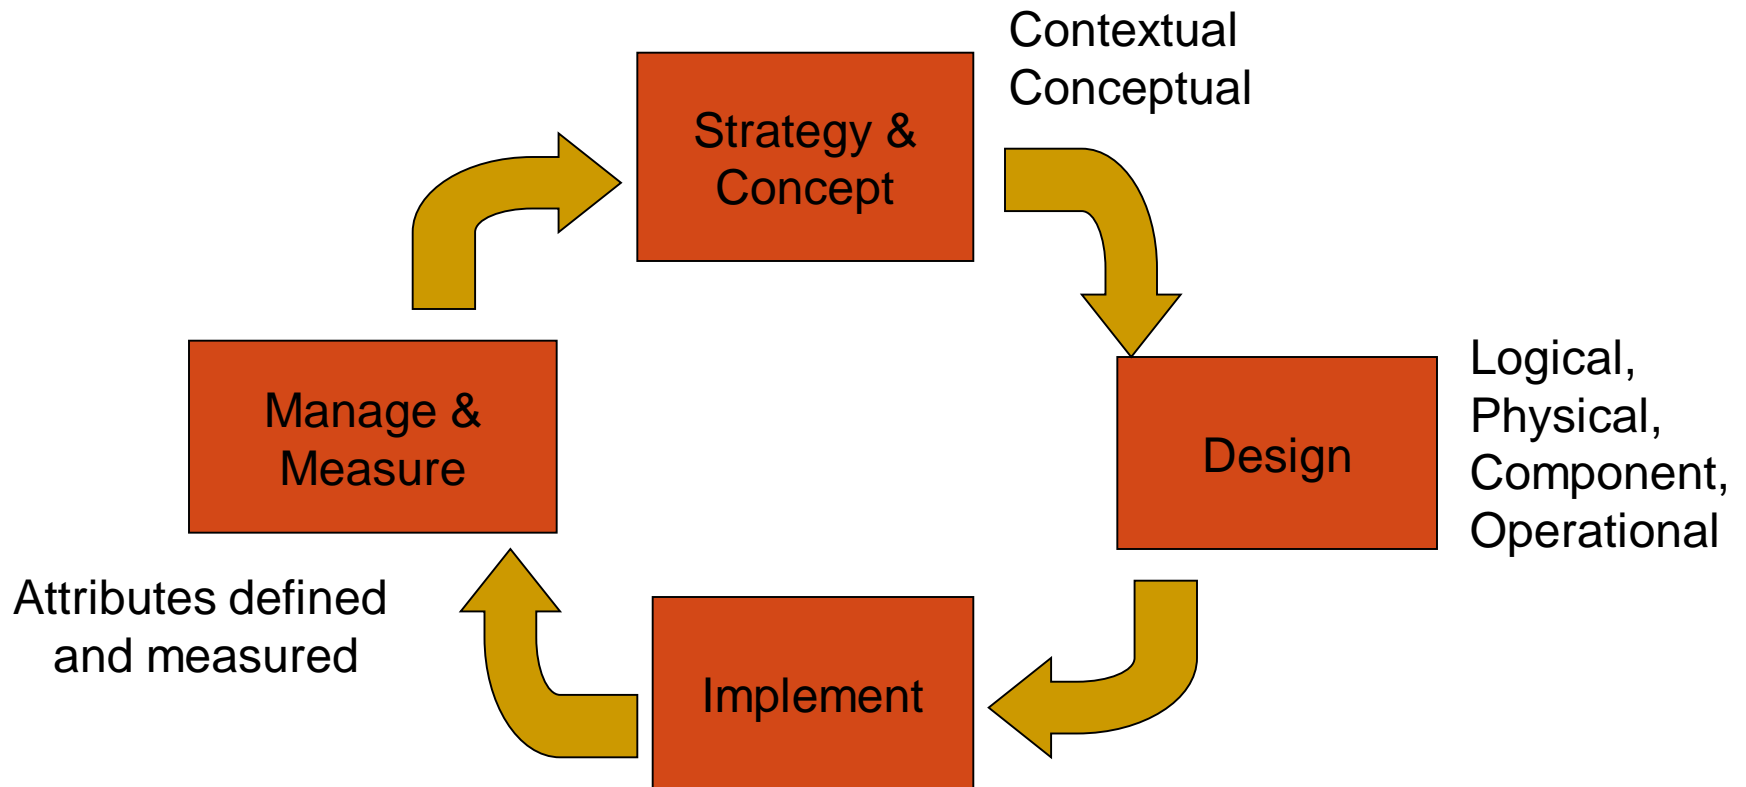 Contextual
Conceptual
Strategy &
Concept
Logical,
Physical,
Component,
Operational
Design
Manage &
Measure
Attributes defined
and measured
Implement